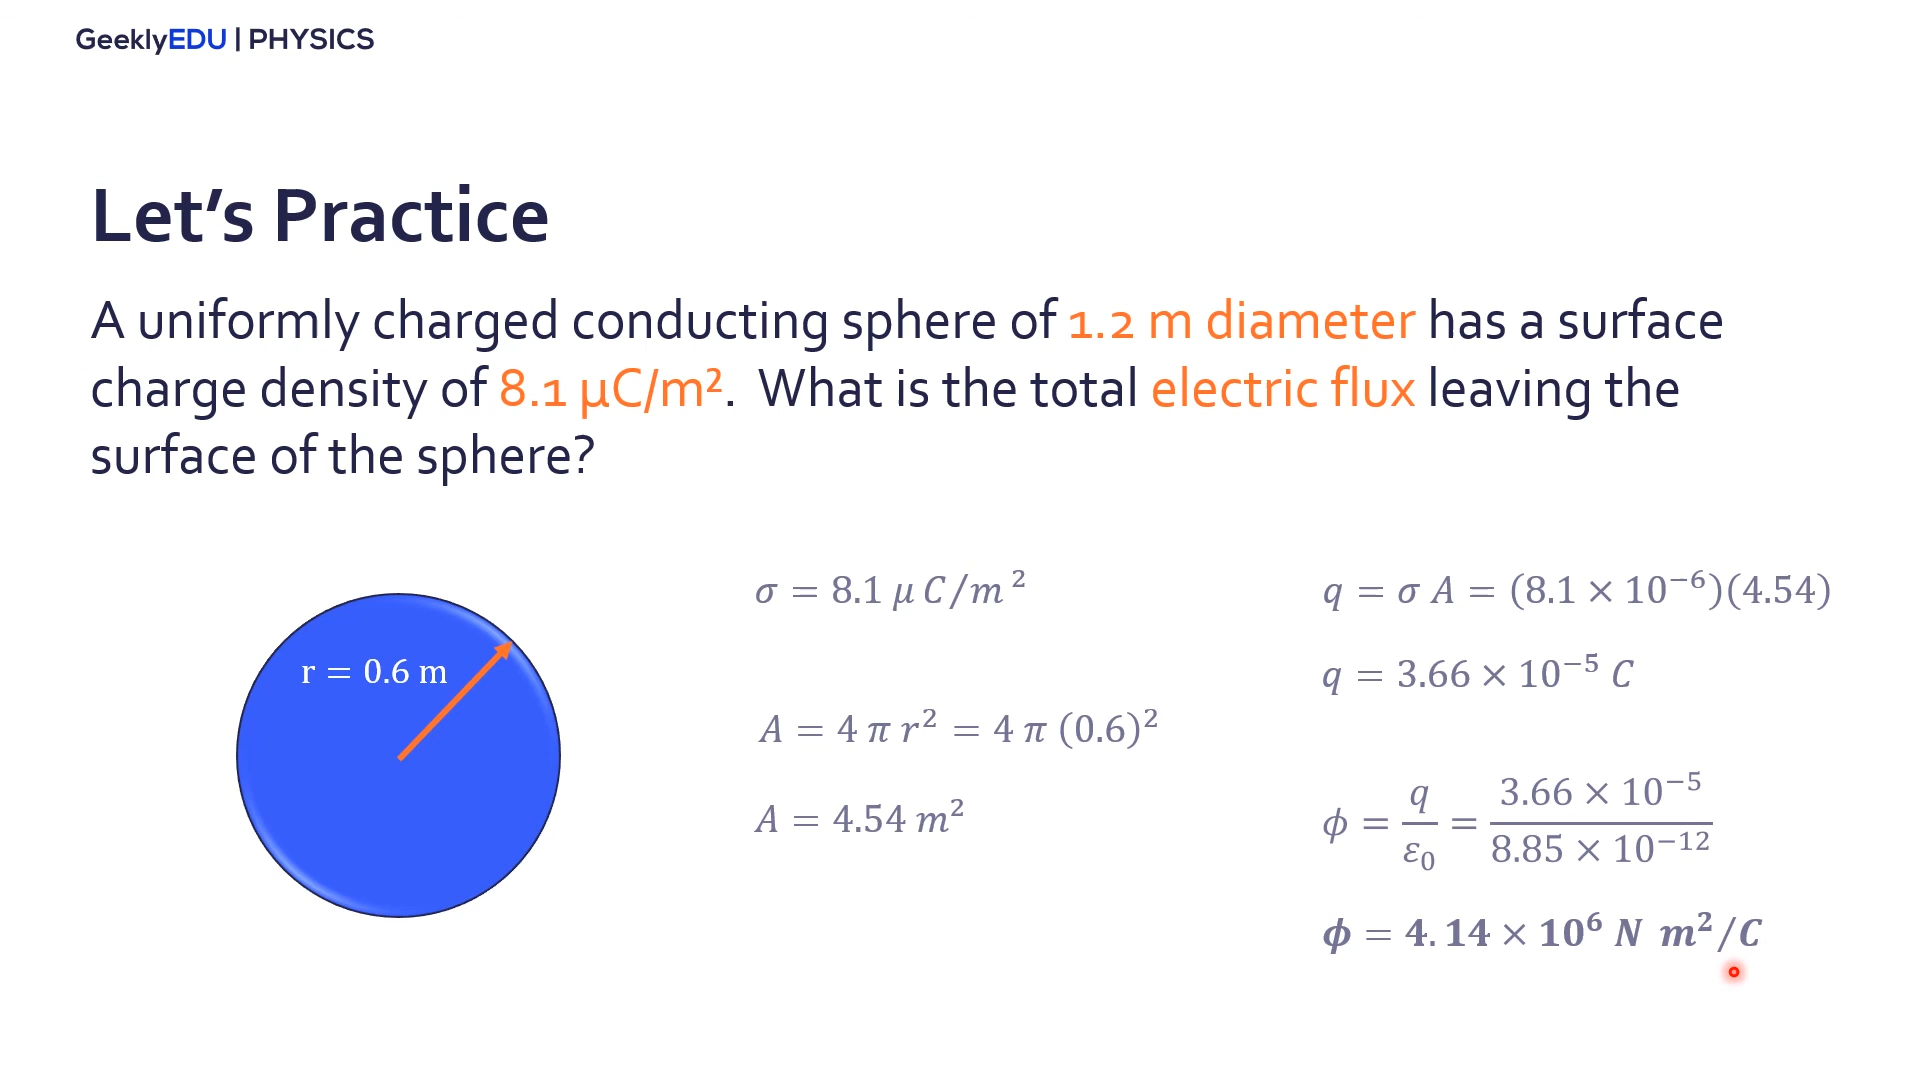 GeeklyEDU | PHYSICS
Let’s Practice
A uniformly charged conducting sphere of 1.2 m diameter has a surface
charge density of 8.1 μC/m². What is the total electric flux leaving the
surface of the sphere?
r = 0.6 m
σ = 8.1 μ C/m ²
A = 4 π r² = 4 π (0.6)²
A = 4.54 m²
q = σ A = (8.1 × 10⁻⁶)(4.54)
q = 3.66 × 10⁻⁵ C
ϕ = q/ε₀ = 3.66 × 10⁻⁵ / 8.85 × 10⁻¹²
ϕ = 4.14 × 10⁶ N m²/C